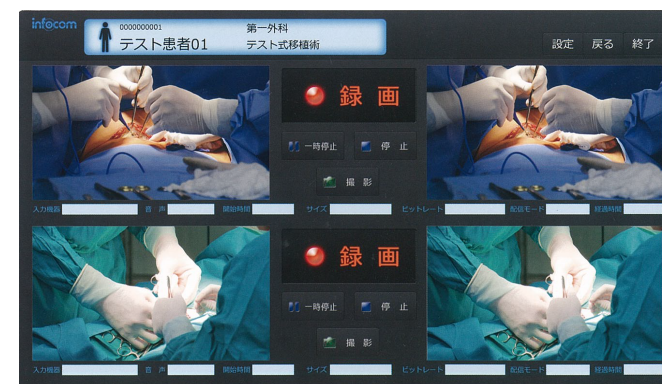 infocom
0000000001
第一外科
テスト患者01
テスト式移植術
設定 戻る 終了
録画
一時停止
停止
撮影
入力機器 音声 開始時間 サイズ ビットレート 配信モード 経過時間
録画
一時停止
停止
撮影
入力機器 音声 開始時間 サイズ ビットレート 配信モード 経過時間